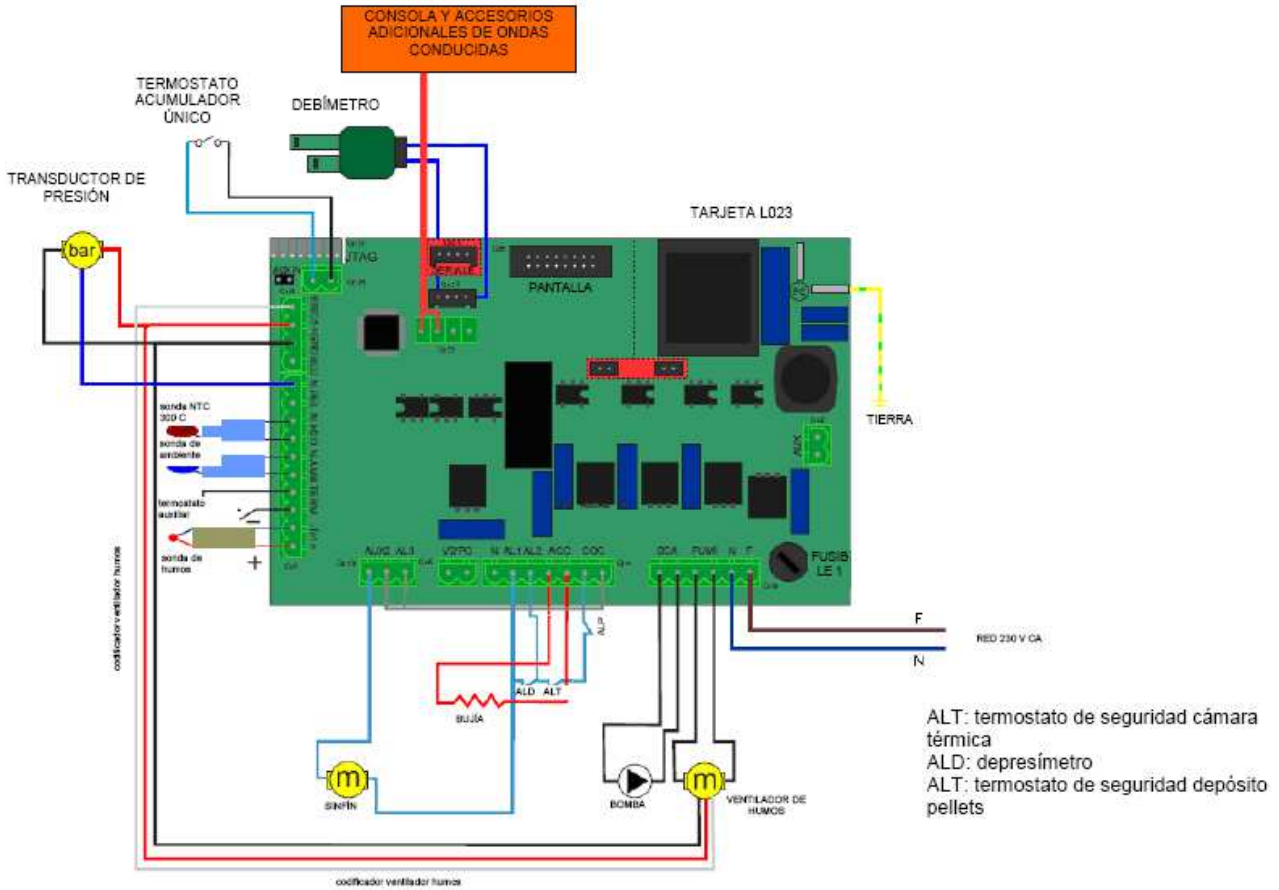 CONSOLA Y ACCESORIOS
ADICIONALES DE ONDAS
CONDUCIDAS
TERMOSTATO
ACUMULADOR
ÚNICO
DEBÍMETRO
TRANSDUCTOR DE
PRESIÓN
bar
TARJETA L023
JTAG
PANTALLA
TIERRA
AUX
sonda NTC
300 C
sonda de
ambiente
termostato
auxiliar
sonda de
humos
+
codificador ventilador humos
AUX2 AL3
V2
N AL1 AL2 ACC COC
SCA FUMI N F
FUSIB
LE 1
ALP
ALD ALT
BUJÍA
F
N
RED 230 V CA
m
SINFÍN
BOMBA
m
VENTILADOR DE
HUMOS
codificador ventilador humos
ALT: termostato de seguridad cámara
térmica
ALD: depresímetro
ALT: termostato de seguridad depósito
pellets